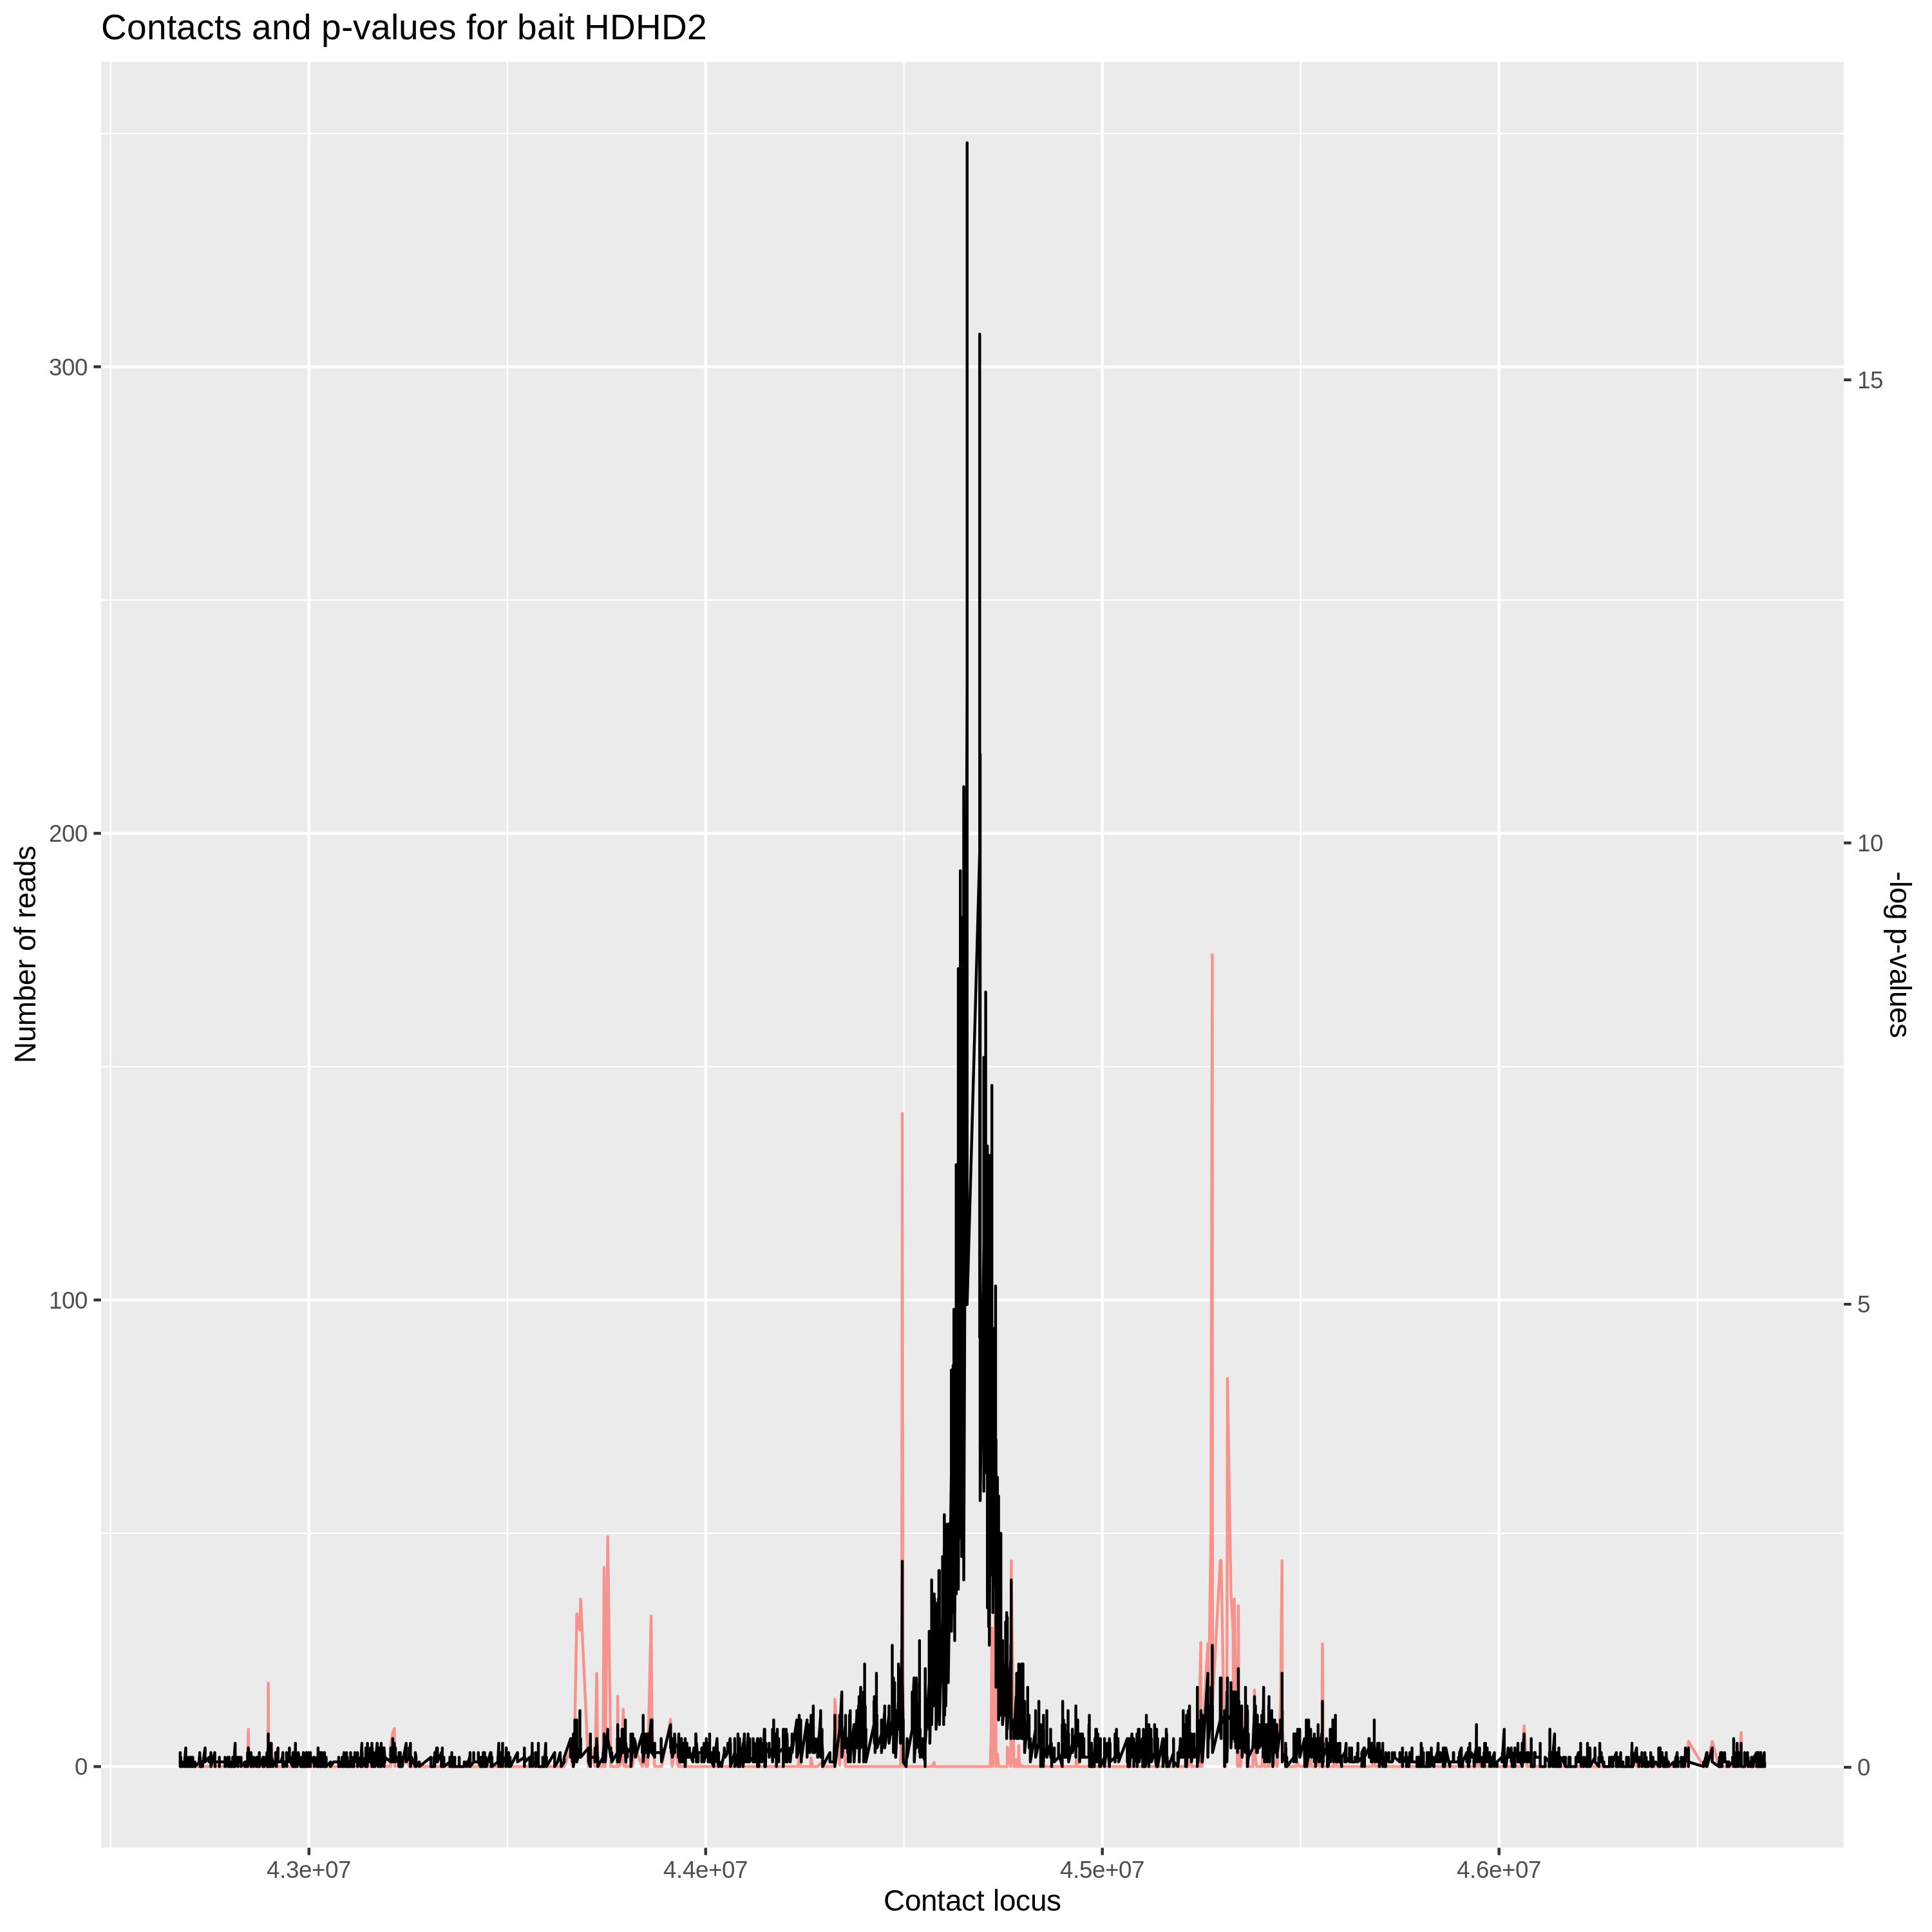 Contacts and p-values for bait HDHD2
300
200
100
0
15
10
5
0
Number of reads
-log p-values
4.3e+07
4.4e+07
4.5e+07
4.6e+07
Contact locus